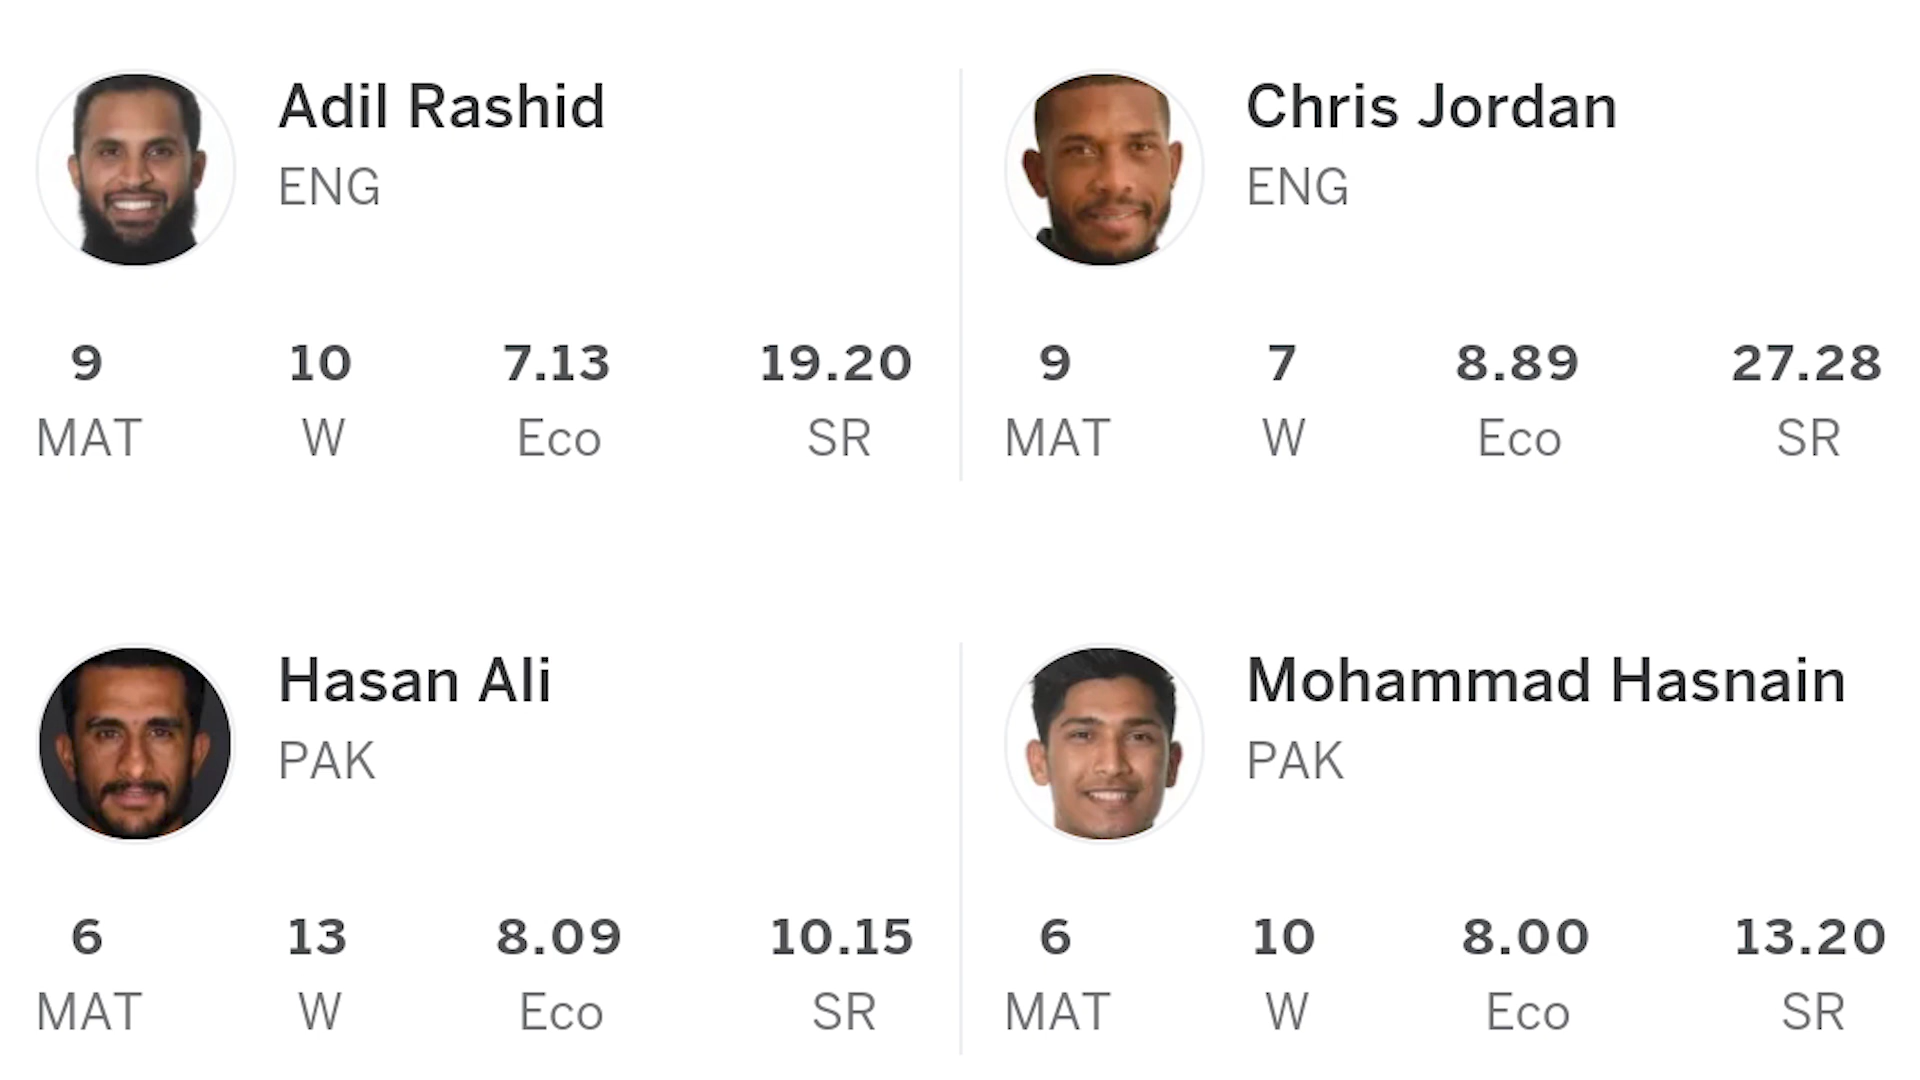 Adil Rashid
ENG
9 10 7.13 19.20
MAT W Eco SR
Chris Jordan
ENG
9 7 8.89 27.28
MAT W Eco SR
Hasan Ali
PAK
6 13 8.09 10.15
MAT W Eco SR
Mohammad Hasnain
PAK
6 10 8.00 13.20
MAT W Eco SR